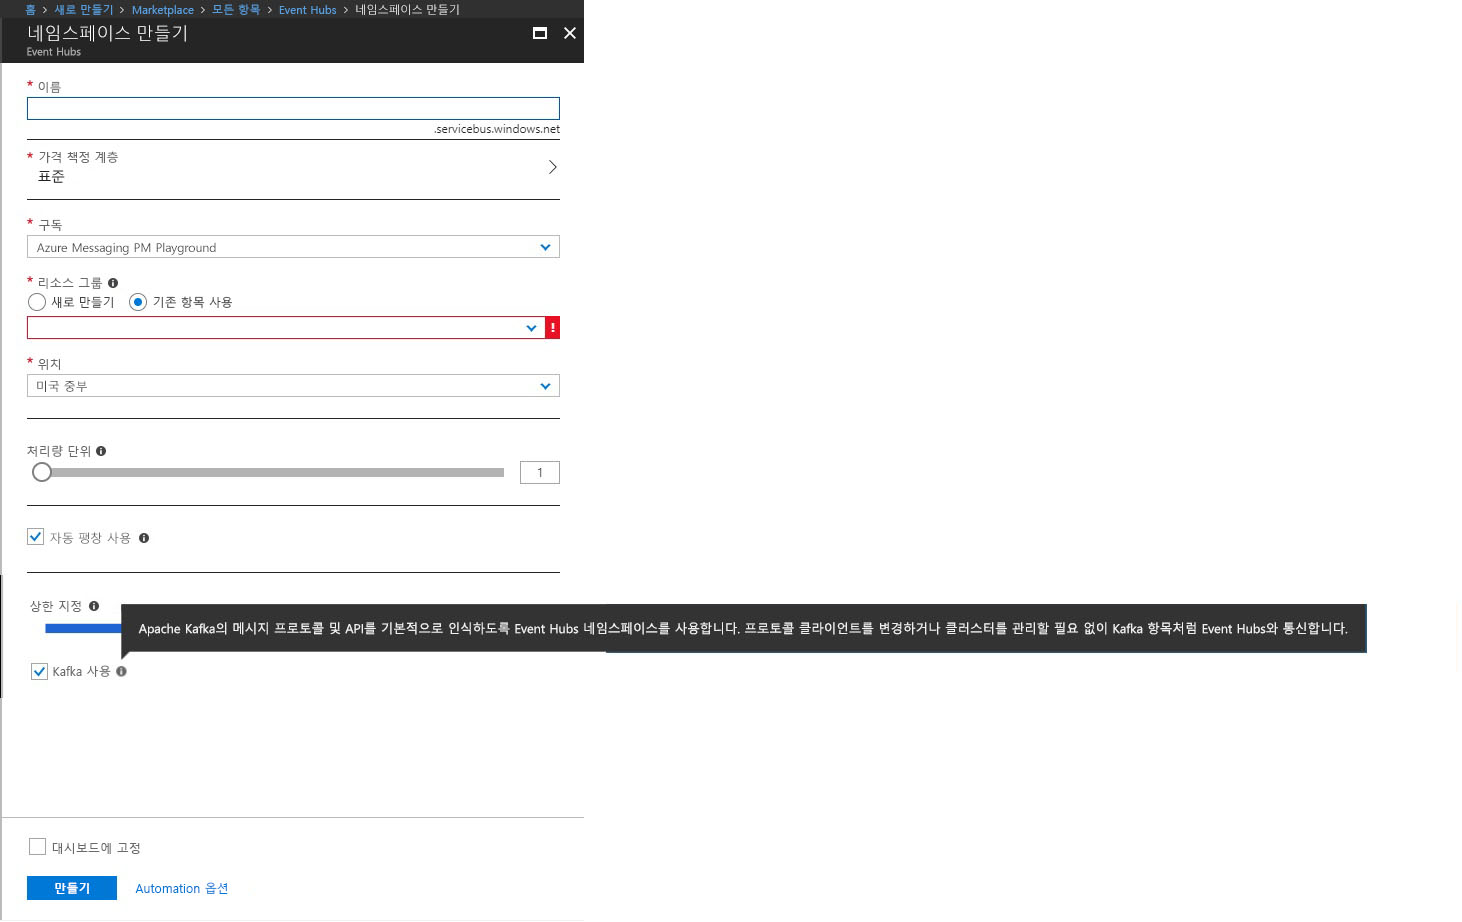 홈 > 새로 만들기 > Marketplace > 모든 항목 > Event Hubs > 네임스페이스 만들기
네임스페이스 만들기
Event Hubs
* 이름
.servicebus.windows.net
* 가격 책정 계층
표준
* 구독
Azure Messaging PM Playground
* 리소스 그룹
새로 만들기 기존 항목 사용
* 위치
미국 중부
처리량 단위
1
자동 팽창 사용
상한 지정
Apache Kafka의 메시지 프로토콜 및 API를 기본적으로 인식하도록 Event Hubs 네임스페이스를 사용합니다. 프로토콜 클라이언트를 변경하거나 클러스터를 관리할 필요 없이 Kafka 항목처럼 Event Hubs와 통신합니다.
Kafka 사용
대시보드에 고정
만들기 Automation 옵션